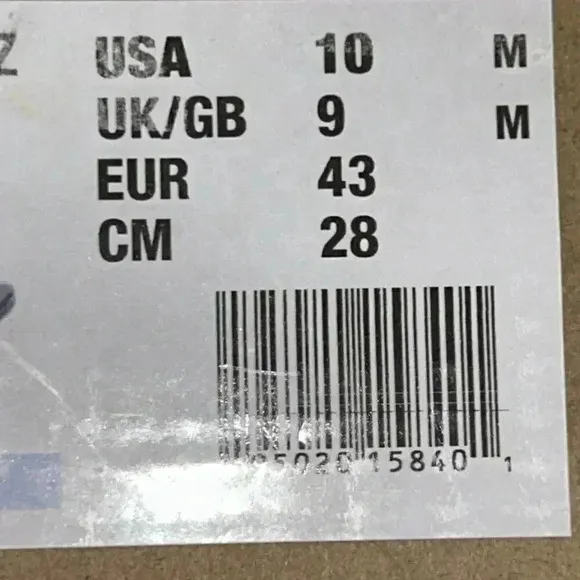 Z USA 10 M
UK/GB 9 M
EUR 43
CM 28
5020 15840 1